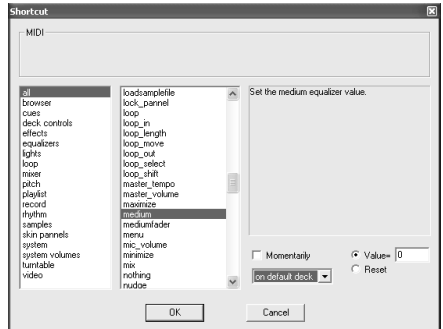 Shortcut
MIDI
all
browser
cues
deck controls
effects
equalizers
lights
loop
mixer
pitch
playlist
record
rhythm
samples
skin pannels
system
system volumes
turntable
video
loadsamplefile
lock_pannel
loop
loop_in
loop_length
loop_move
loop_out
loop_select
loop_shift
master_tempo
master_volume
maximize
medium
mediumfader
menu
mic_volume
minimize
mix
nothing
nudge
Set the medium equalizer value.
Momentarily
Value= 0
on default deck
Reset
OK
Cancel